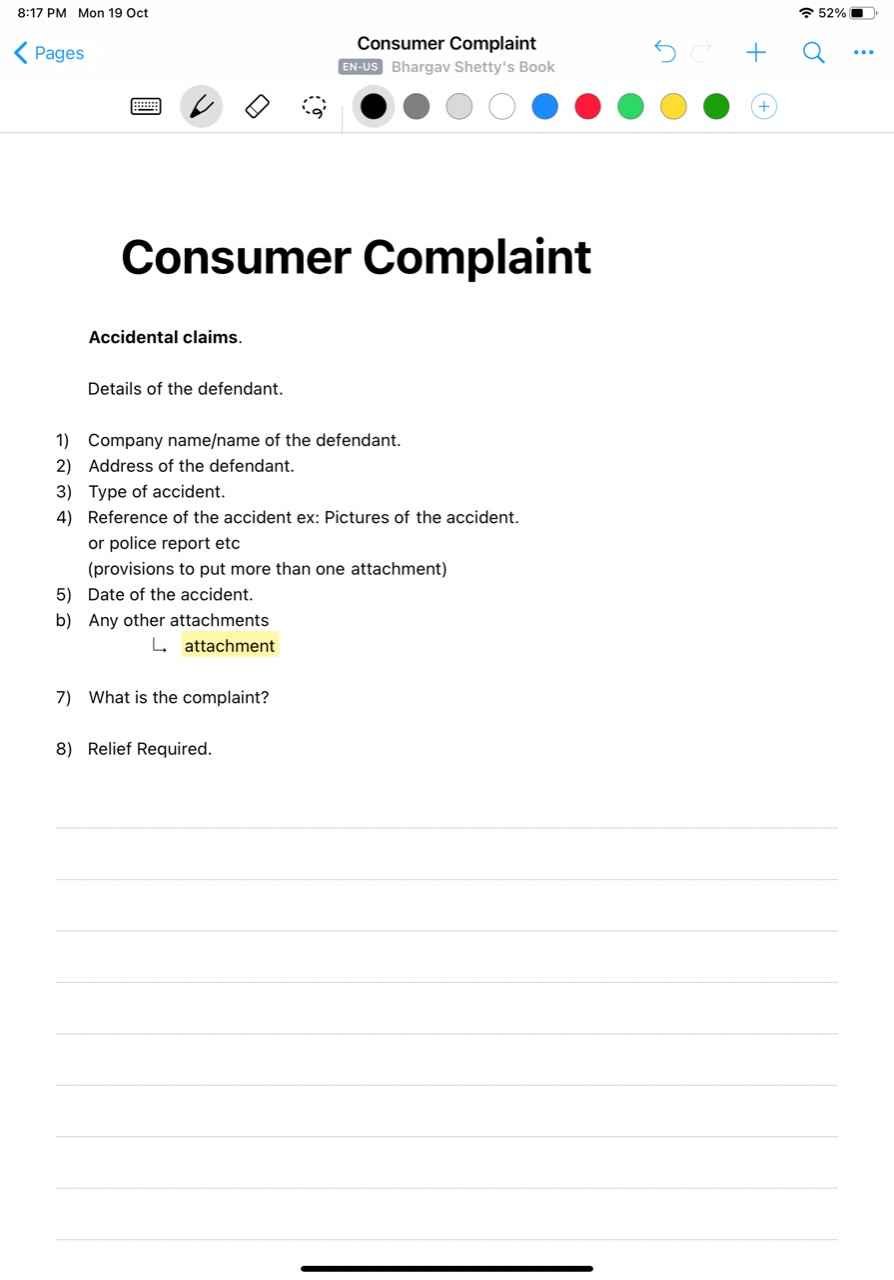 8:17 PM Mon 19 Oct
52%
Pages
Consumer Complaint
EN-US Bhargav Shetty's Book
Consumer Complaint
Accidental claims.
Details of the defendant.
1) Company name/name of the defendant.
2) Address of the defendant.
3) Type of accident.
4) Reference of the accident ex: Pictures of the accident.
or police report etc
(provisions to put more than one attachment)
5) Date of the accident.
b) Any other attachments
↳ attachment
7) What is the complaint?
8) Relief Required.